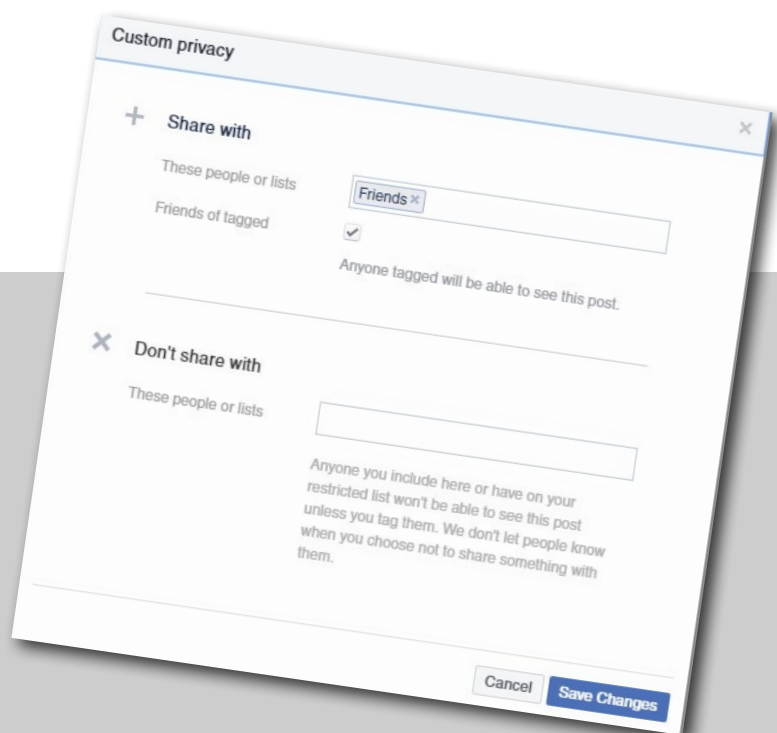 Custom privacy
Share with
These people or lists
Friends
Friends of tagged
Anyone tagged will be able to see this post.
Don't share with
These people or lists
Anyone you include here or have on your
restricted list won't be able to see this post
unless you tag them. We don't let people know
when you choose not to share something with
them.
Cancel
Save Changes